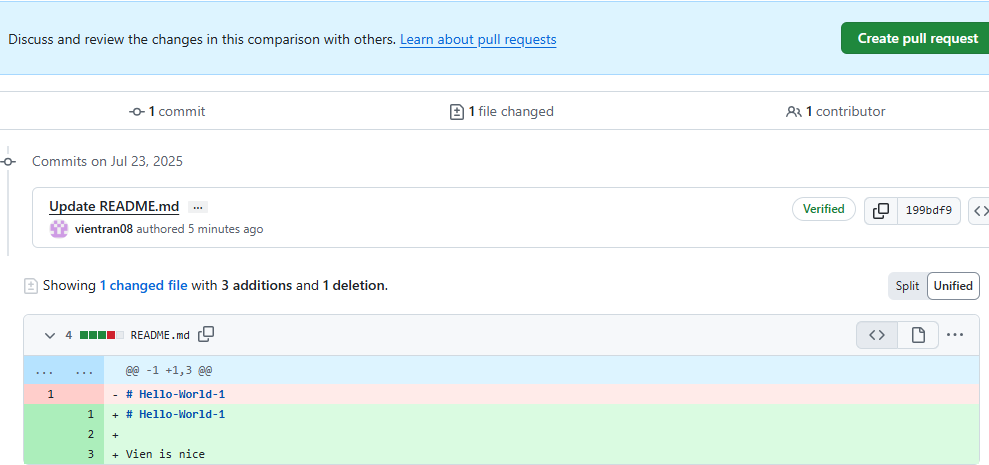 Discuss and review the changes in this comparison with others. Learn about pull requests
Create pull request
1 commit
1 file changed
1 contributor
Commits on Jul 23, 2025
Update README.md ...
Verified
199bdf9
vientran08 authored 5 minutes ago
Showing 1 changed file with 3 additions and 1 deletion.
Split
Unified
4 README.md
... ... @@ -1 +1,3 @@
1 - # Hello-World-1
1 + # Hello-World-1
2 +
3 + Vien is nice